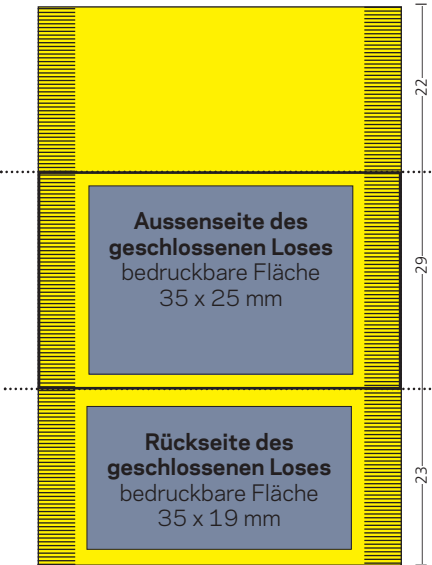 22
Aussenseite des
geschlossenen Loses
bedruckbare Fläche
35 x 25 mm
29
Rückseite des
geschlossenen Loses
bedruckbare Fläche
35 x 19 mm
23